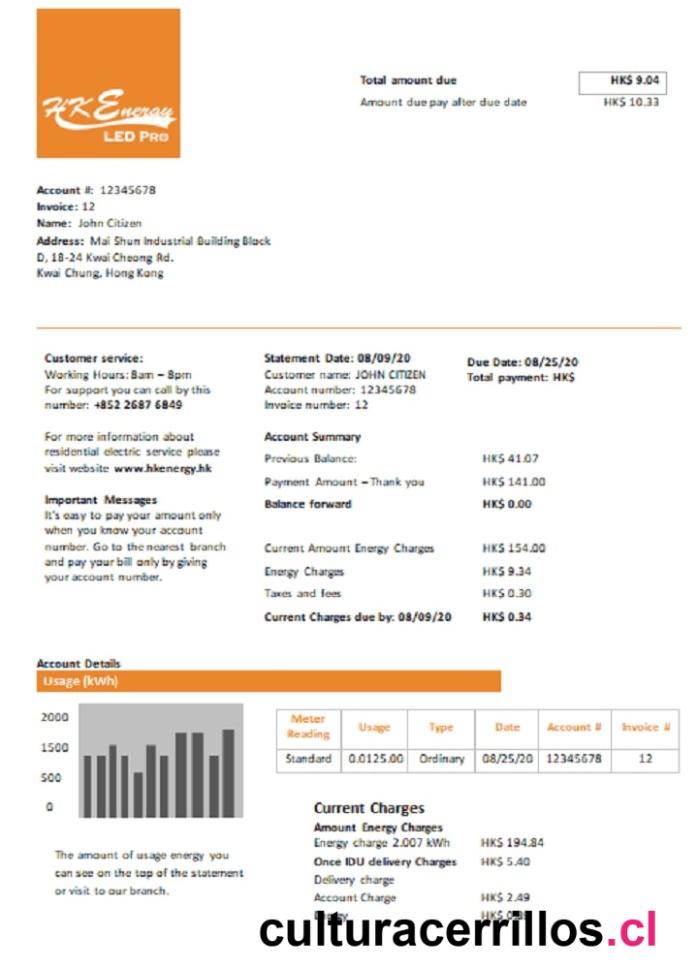 HK Energy
LED PRO
Total amount due HK$ 9.04
Amount due pay after due date HK$ 10.33
Account #: 12345678
Invoice: 12
Name: John Citizen
Address: Mai Shun Industrial Building Block
D, 18-24 Kwai Cheong Rd.
Kwai Chung, Hong Kong
Customer service:
Working Hours: 8am – 8pm
For support you can call by this
number: +852 2687 6849
For more information about
residential electric service please
visit website www.hkenergy.hk
Important Messages
It's easy to pay your amount only
when you know your account
number. Go to the nearest branch
and pay your bill only by giving
your account number.
Statement Date: 08/09/20
Customer name: JOHN CITIZEN
Account number: 12345678
Invoice number: 12
Due Date: 08/25/20
Total payment: HK$
Account Summary
Previous Balance: HK$ 41.07
Payment Amount – Thank you HK$ 141.00
Balance forward HK$ 0.00
Current Amount Energy Charges HK$ 154.00
Energy Charges HK$ 9.34
Taxes and fees HK$ 0.30
Current Charges due by: 08/09/20 HK$ 0.34
Account Details
Usage (kWh)
2000
1500
500
0
The amount of usage energy you
can see on the top of the statement
or visit to our branch.
Meter Reading Usage Type Date Account # Invoice #
Standard 0.0125.00 Ordinary 08/25/20 12345678 12
Current Charges
Amount Energy Charges
Energy charge 2.007 kWh HK$ 194.84
Once IDU delivery Charges HK$ 5.40
Delivery charge
Account Charge HK$ 2.49
HK$
culturacerrillos.cl